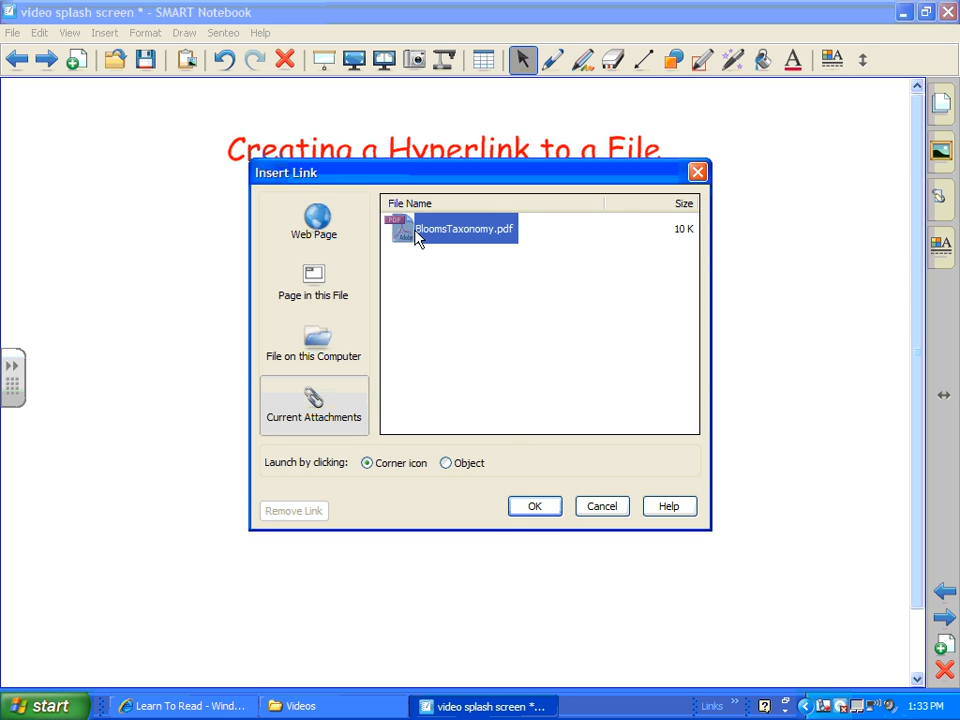 video splash screen * - SMART Notebook
File Edit View Insert Format Draw Senteo Help
Creating a Hyperlink to a File
Insert Link
File Name Size
PDF
Adobe
BloomsTaxonomy.pdf 10 K
Web Page
Page in this File
File on this Computer
Current Attachments
Launch by clicking: Corner icon Object
Remove Link OK Cancel Help
start Learn To Read - Wind... Videos video splash screen *... Links » 1:33 PM